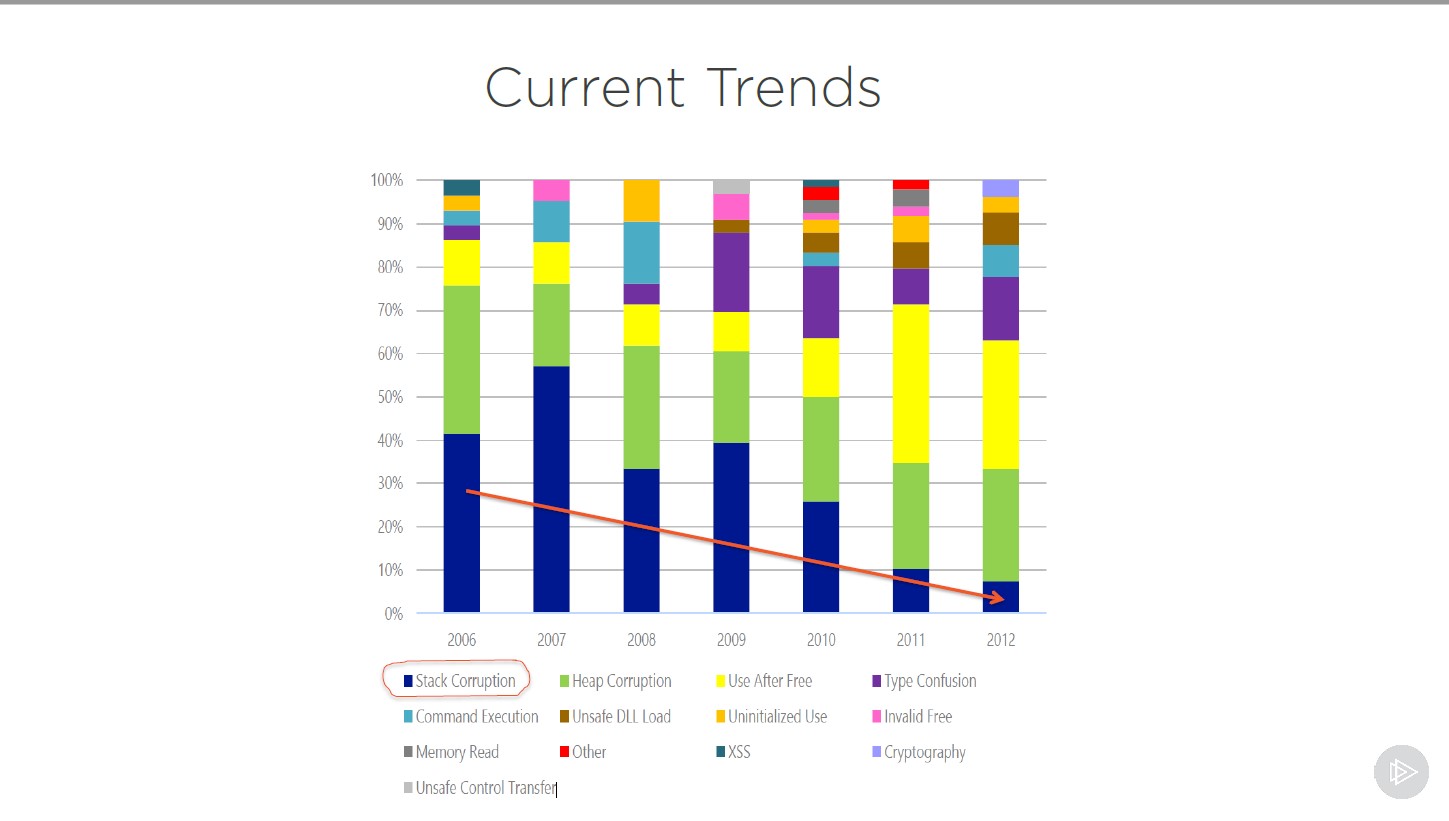 Current Trends
100%
90%
80%
70%
60%
50%
40%
30%
20%
10%
0%
2006 2007 2008 2009 2010 2011 2012
Stack Corruption Heap Corruption Use After Free Type Confusion
Command Execution Unsafe DLL Load Uninitialized Use Invalid Free
Memory Read Other XSS Cryptography
Unsafe Control Transfer